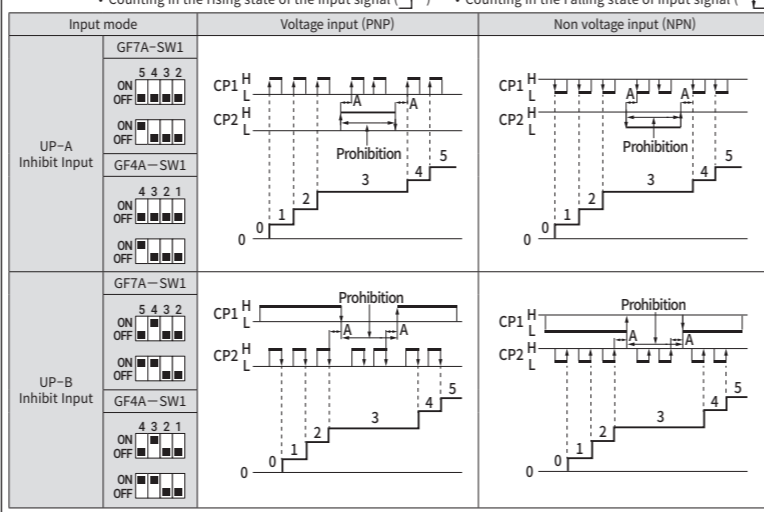 • Counting in the rising state of the input signal ( ) • Counting in the Falling state of input signal (
Input mode Voltage input (PNP) Non voltage input (NPN)
UP-A
Inhibit Input
GF7A-SW1
5 4 3 2
ON
OFF
ON
OFF
GF4A-SW1
4 3 2 1
ON
OFF
ON
OFF
CP1 H
L
A A
CP2 H
L
Prohibition
0 0 1 2 3 4 5
CP1 H
L
A A
CP2 H
L
Prohibition
0 0 1 2 3 4 5
UP-B
Inhibit Input
GF7A-SW1
5 4 3 2
ON
OFF
ON
OFF
GF4A-SW1
4 3 2 1
ON
OFF
ON
OFF
Prohibition
CP1 H
L
A A
CP2 H
L
0 0 1 2 3 4 5
Prohibition
CP1 H
L
A A
CP2 H
L
0 0 1 2 3 4 5